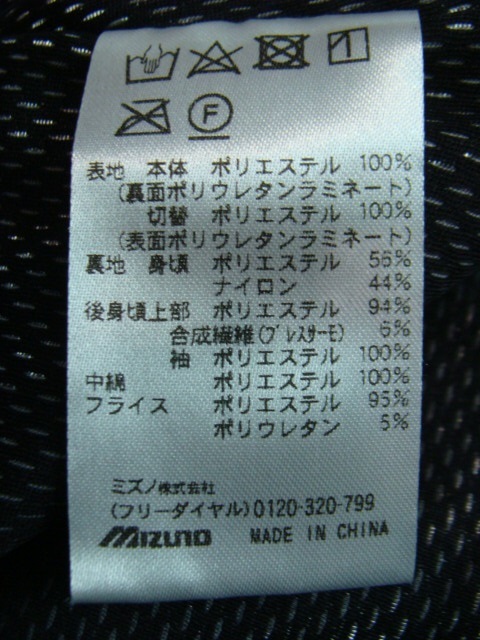 F
表地 本体 ポリエステル 100%
(裏面ポリウレタンラミネート)
切替 ポリエステル 100%
(表面ポリウレタンラミネート)
裏地 身頃 ポリエステル 56%
ナイロン 44%
後身頃上部 ポリエステル 94%
合成繊維(ブレスサーモ) 6%
袖 ポリエステル 100%
中綿 ポリエステル 100%
フライス ポリエステル 95%
ポリウレタン 5%
ミズノ株式会社
(フリーダイヤル)0120-320-799
MIZUNO MADE IN CHINA